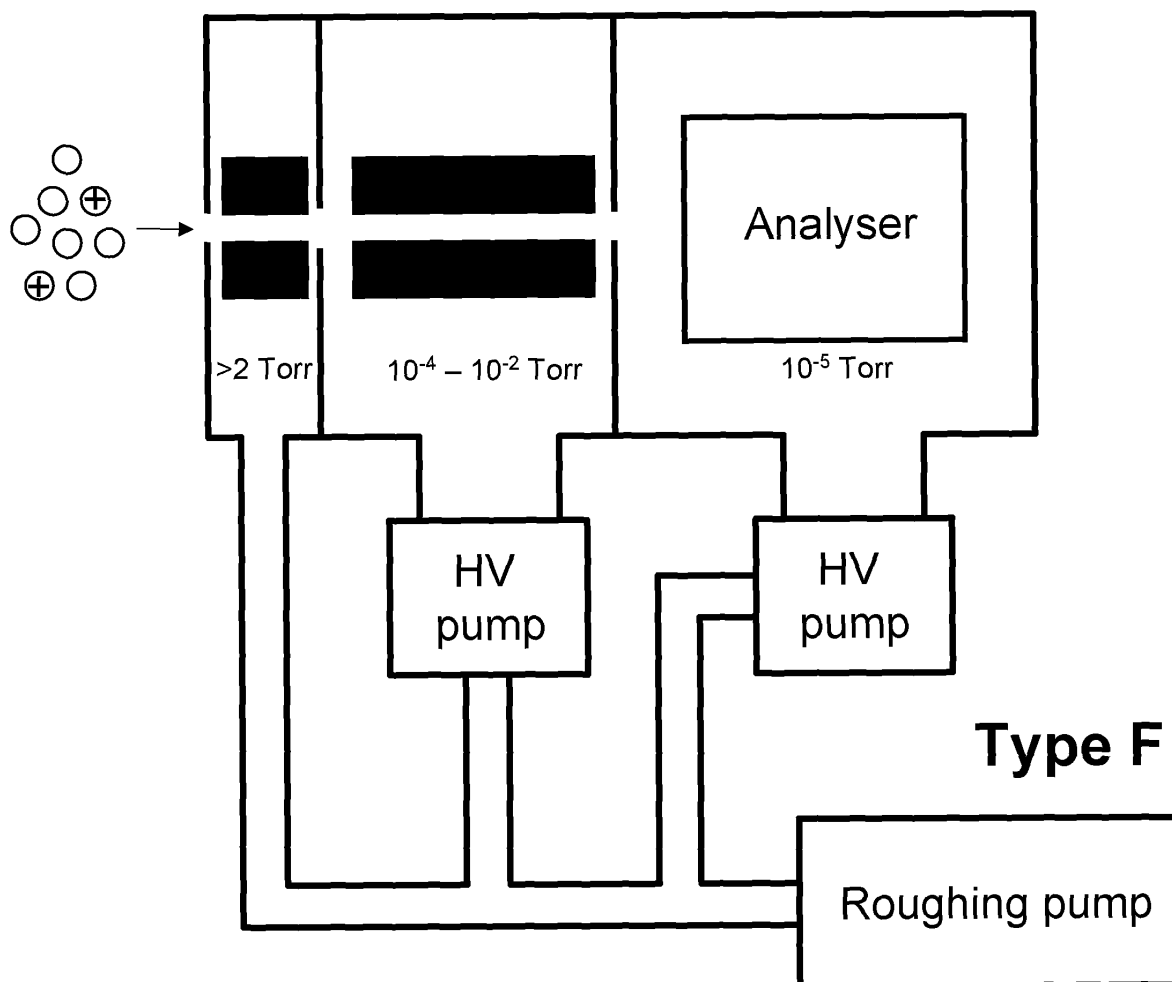 Analyser
>2 Torr
10⁻⁴ – 10⁻² Torr
10⁻⁵ Torr
HV
pump
HV
pump
Type F
Roughing pump